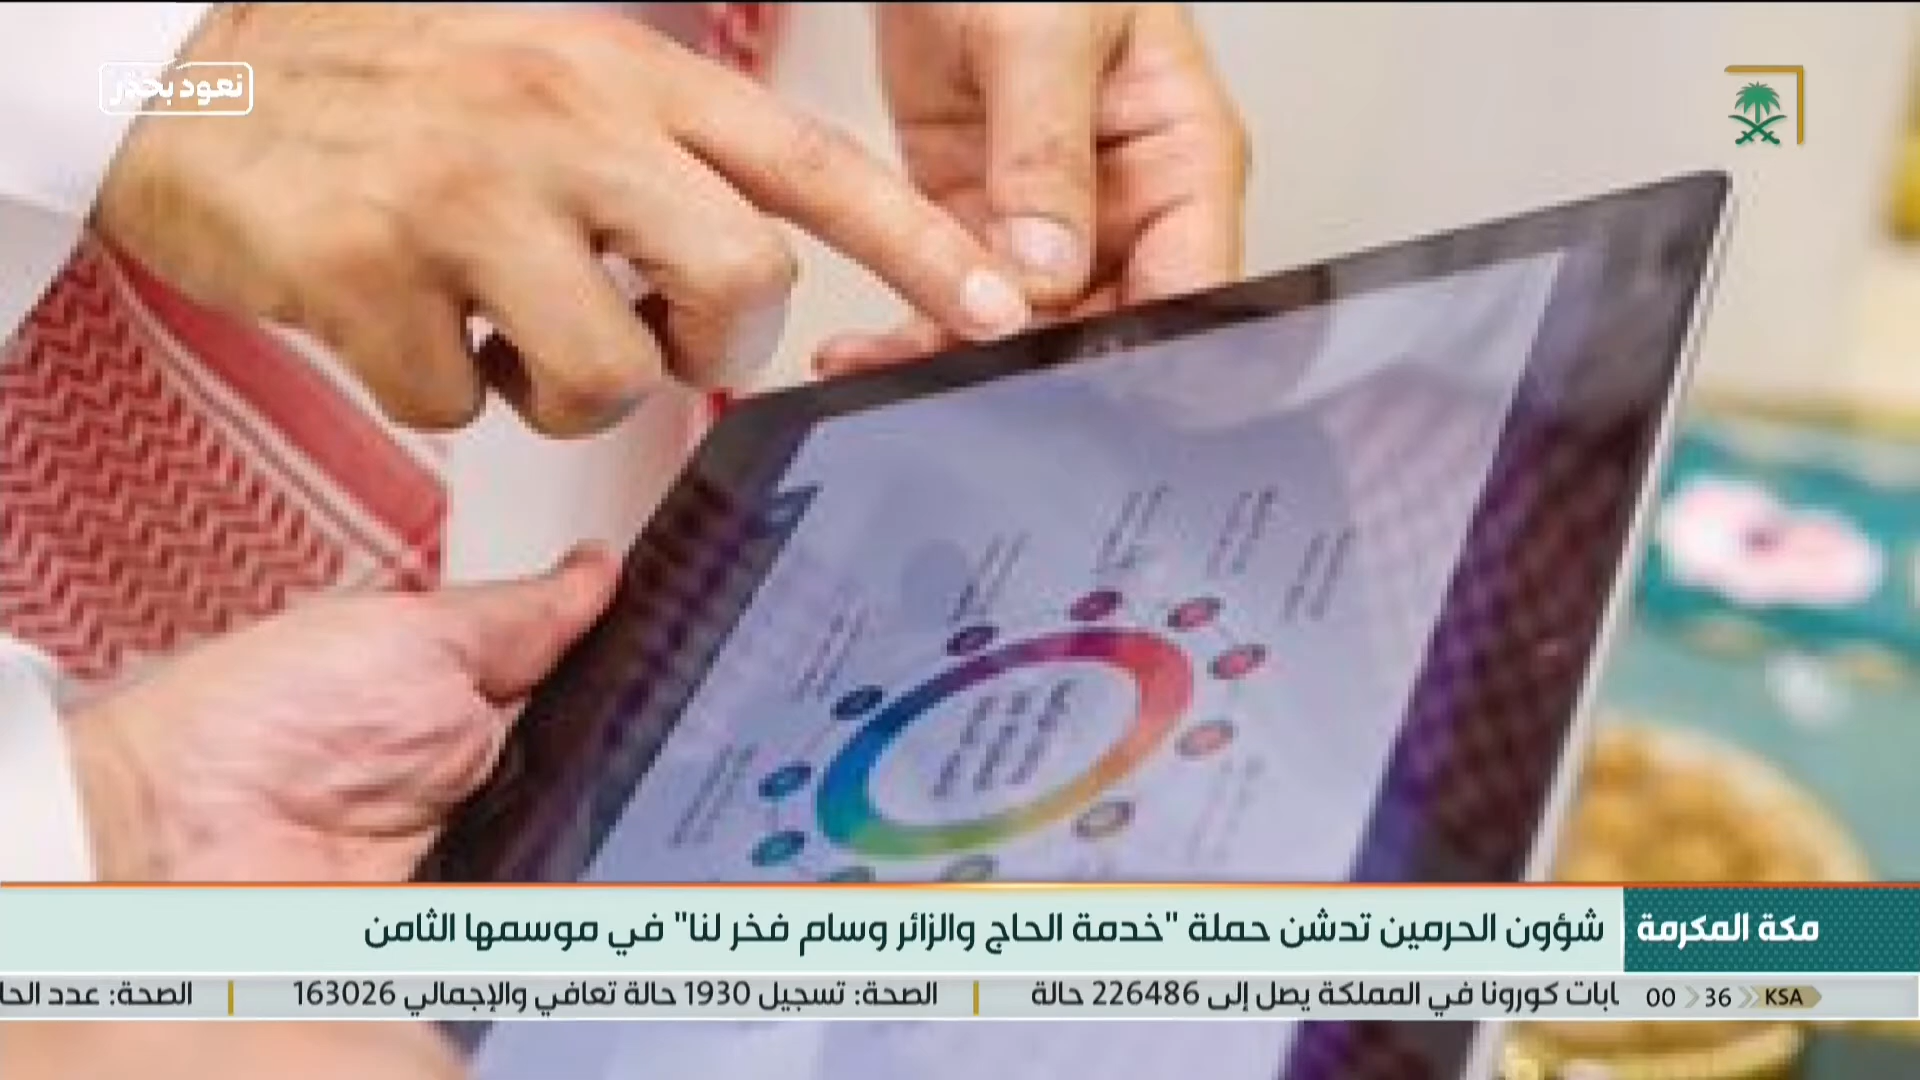 نعود بحذر
مكة المكرمة
شؤون الحرمين تدشن حملة "خدمة الحاج والزائر وسام فخر لنا" في موسمها الثامن
KSA 36 00
ابات كورونا في المملكة يصل إلى 226486 حالة | الصحة: تسجيل 1930 حالة تعافي والإجمالي 163026 | الصحة: عدد الحا